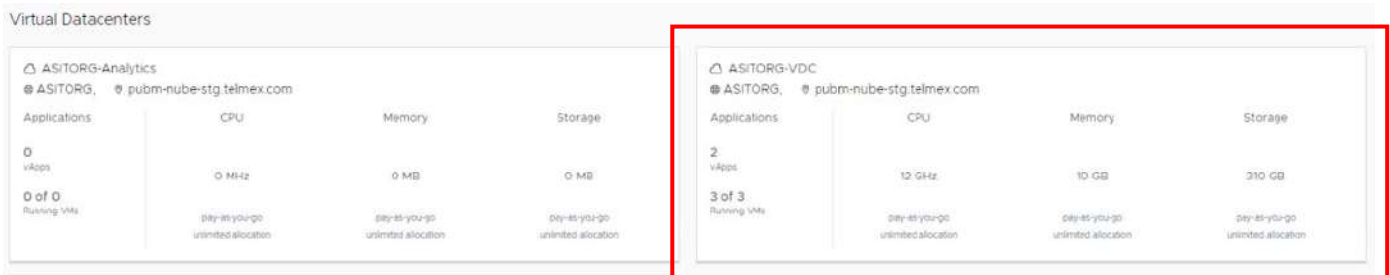 Virtual Datacenters
ASITORG-Analytics
ASITORG, pubm-nube-stg.telmex.com
Applications CPU Memory Storage
0
vApps
0 MHz 0 MB 0 MB
0 of 0
Running VMs
pay-as-you-go pay-as-you-go pay-as-you-go
unlimited allocation unlimited allocation unlimited allocation
ASITORG-VDC
ASITORG, pubm-nube-stg.telmex.com
Applications CPU Memory Storage
2
vApps
12 GHz 10 GB 310 GB
3 of 3
Running VMs
pay-as-you-go pay-as-you-go pay-as-you-go
unlimited allocation unlimited allocation unlimited allocation